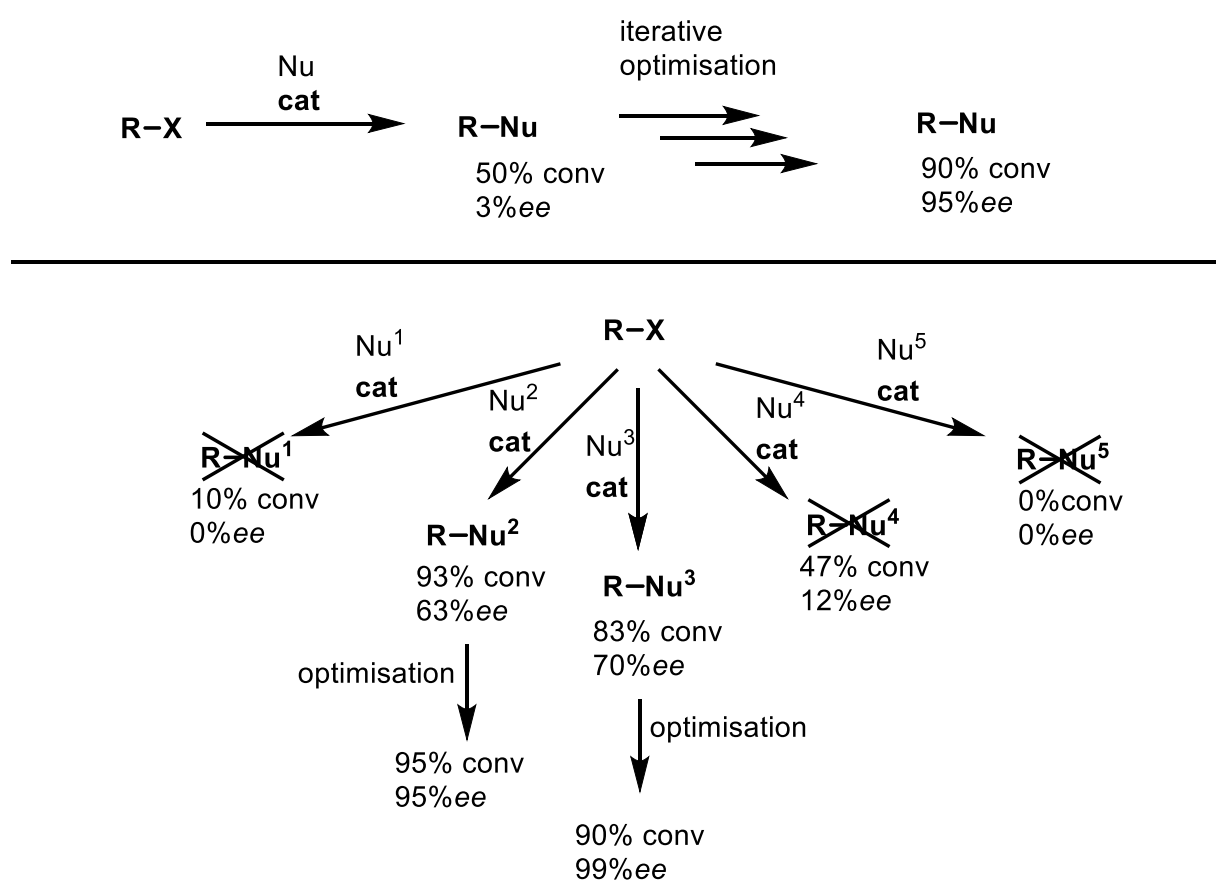 iterative
optimisation
Nu
cat
R–X
R–Nu
50% conv
3%ee
R–Nu
90% conv
95%ee
R–X
Nu¹
cat
Nu²
cat
Nu³
cat
Nu⁴
cat
Nu⁵
cat
R–Nu¹
10% conv
0%ee
R–Nu²
93% conv
63%ee
R–Nu³
83% conv
70%ee
R–Nu⁴
47% conv
12%ee
R–Nu⁵
0%conv
0%ee
optimisation
95% conv
95%ee
optimisation
90% conv
99%ee